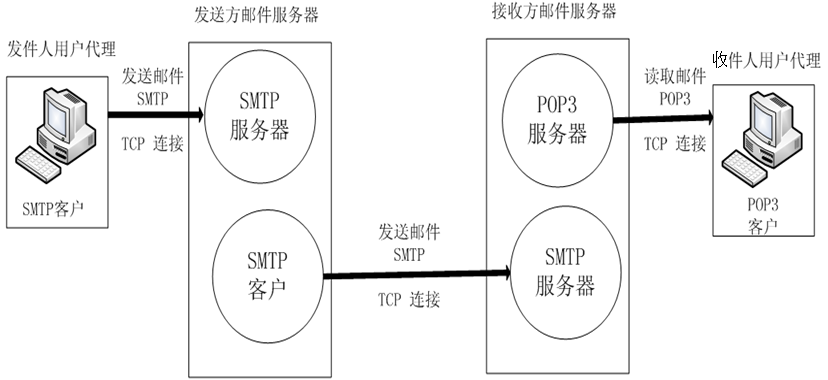 发送方邮件服务器
接收方邮件服务器
发件人用户代理
收件人用户代理
发送邮件
SMTP
TCP 连接
SMTP客户
SMTP
服务器
SMTP
客户
发送邮件
SMTP
TCP 连接
POP3
服务器
SMTP
服务器
读取邮件
POP3
TCP 连接
POP3
客户